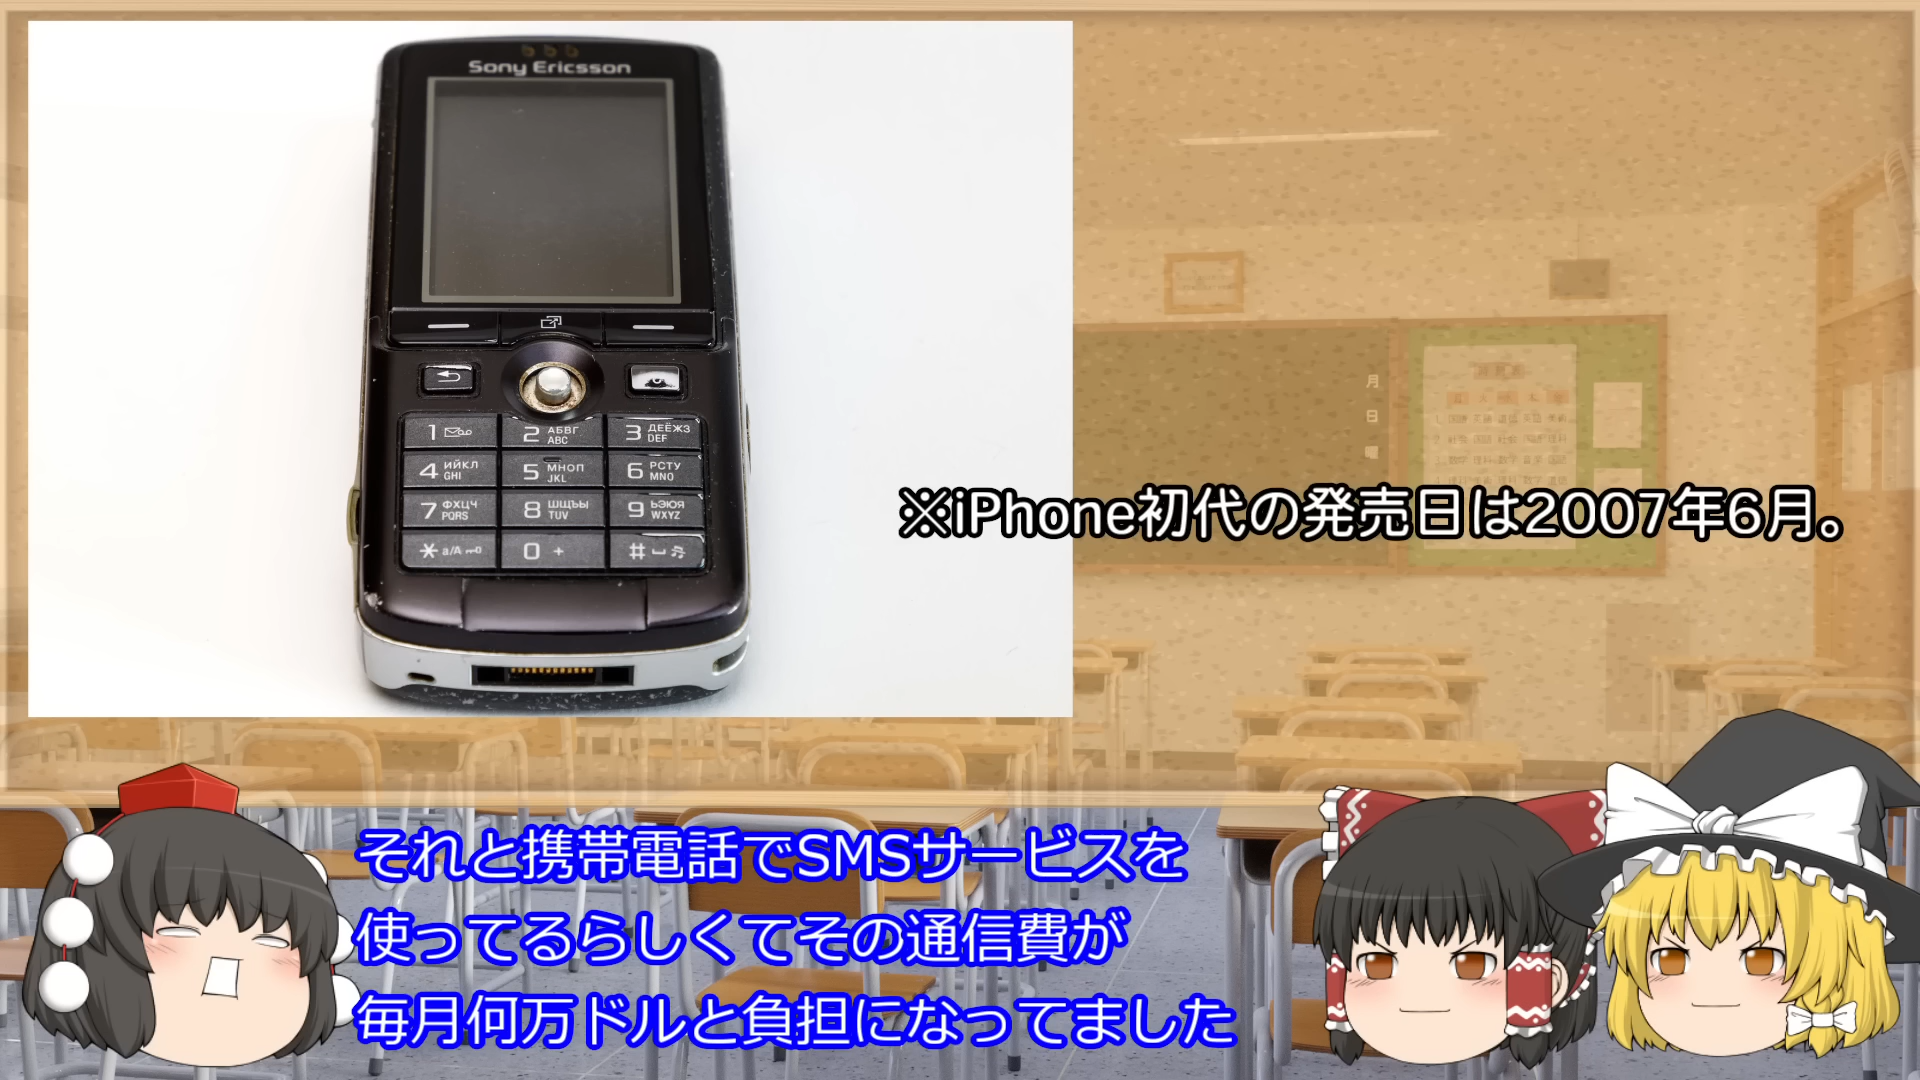 Sony Ericsson
1
2 АБВГ ABC
3 ДЕЁЖЗ DEF
4 ИЙКЛ GHI
5 МНОП JKL
6 РСТУ MNO
7 ФХЦЧ PQRS
8 ШЩЪЫ TUV
9 ЬЭЮЯ WXYZ
* a/A
0 +
#
月
日
※iPhone初代の発売日は2007年6月。
それと携帯電話でSMSサービスを
使ってるらしくてその通信費が
毎月何万ドルと負担になってました